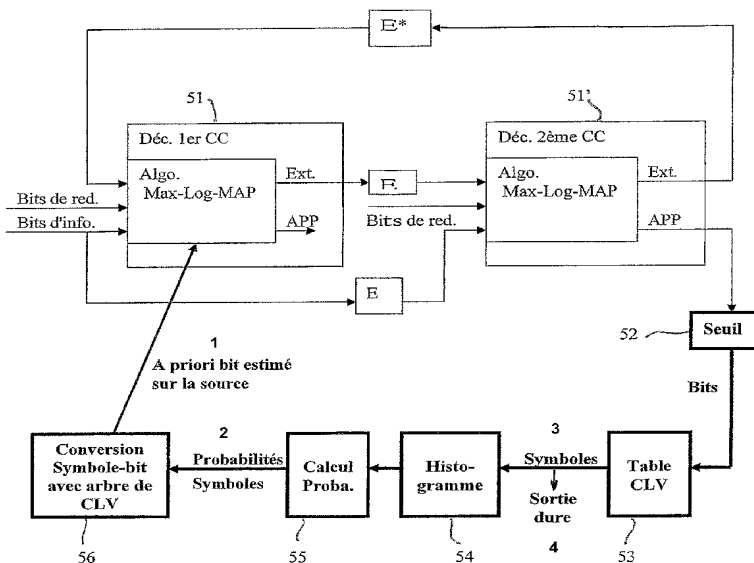 E*
51
51'
Déc. 1er CC
Déc. 2ème CC
Algo.
Max-Log-MAP
Ext.
E
Algo.
Max-Log-MAP
Ext.
Bits de red.
Bits d'info.
APP
Bits de red.
APP
E
52
Seuil
1
A priori bit estimé
sur la source
Bits
Conversion
Symbole-bit
avec arbre de
CLV
2
Probabilités
Symboles
Calcul
Proba.
Histo-
gramme
3
Symboles
Sortie
dure
4
Table
CLV
56
55
54
53